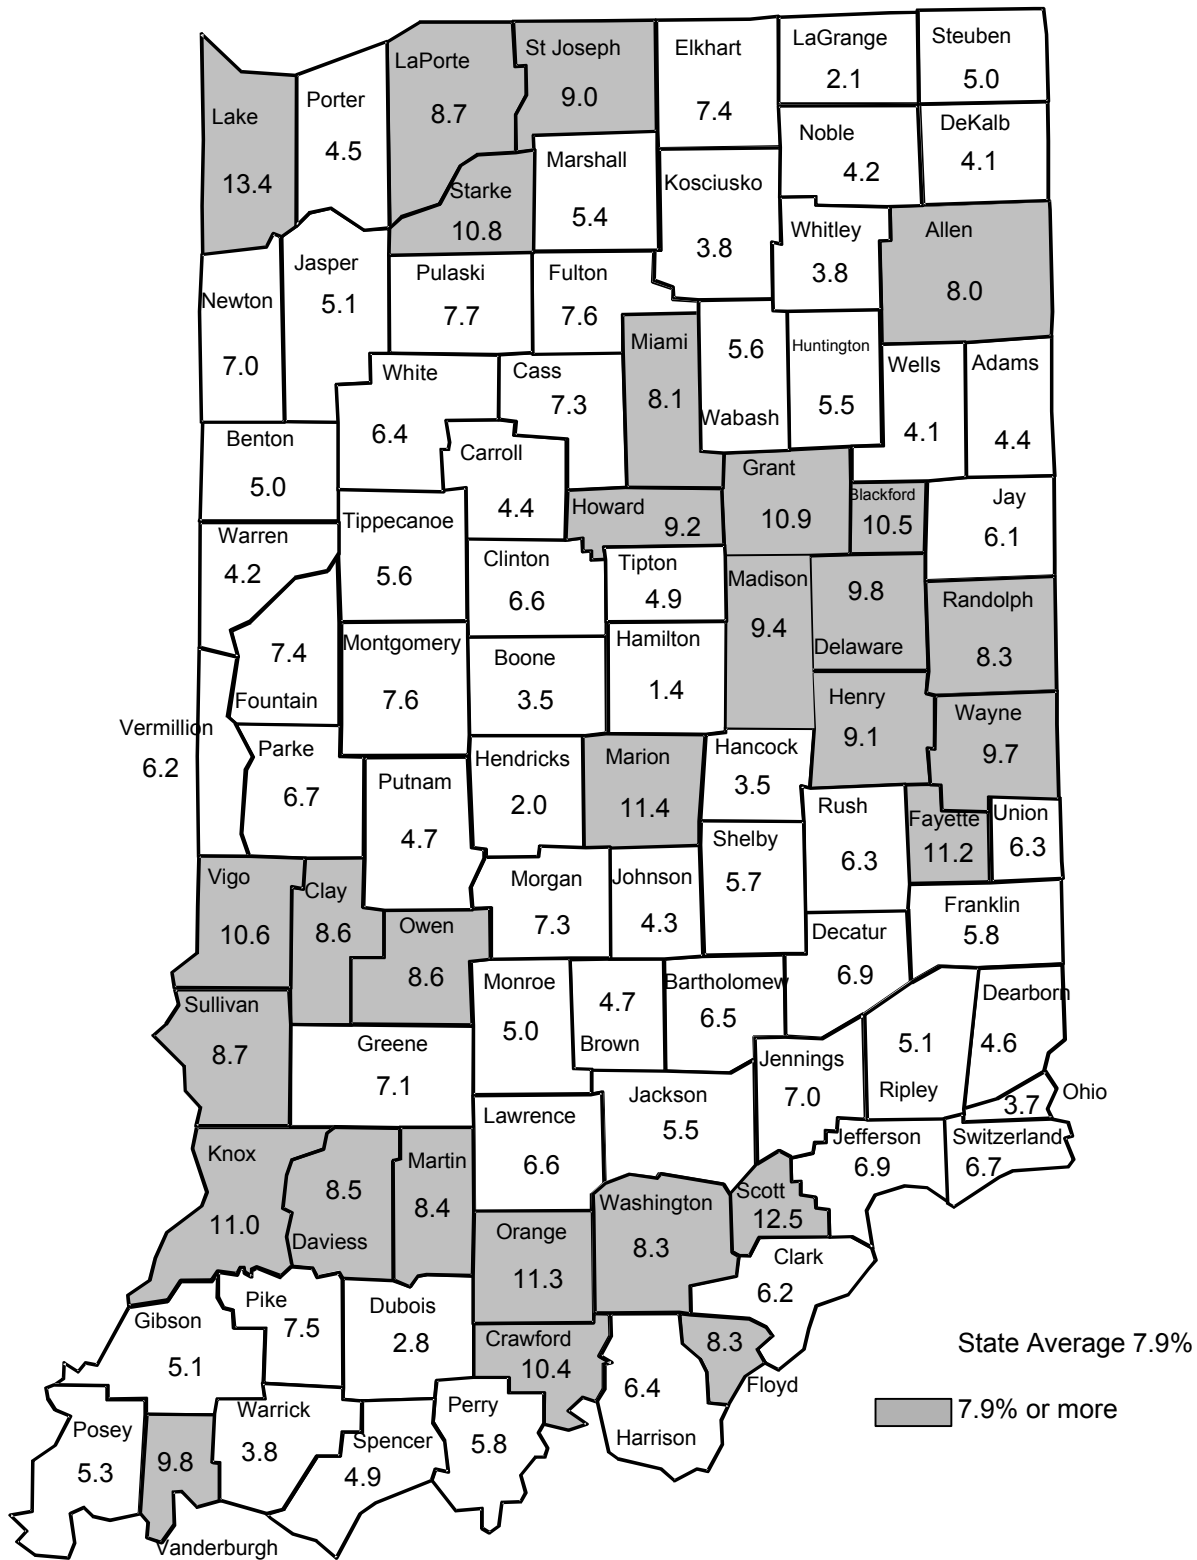 LaPorte
8.7
St Joseph
9.0
Elkhart
7.4
LaGrange
2.1
Steuben
5.0
Lake
13.4
Porter
4.5
Noble
4.2
DeKalb
4.1
Starke
10.8
Marshall
5.4
Kosciusko
3.8
Whitley
3.8
Allen
8.0
Newton
7.0
Jasper
5.1
Pulaski
7.7
Fulton
7.6
Miami
8.1
5.6
Wabash
Huntington
5.5
Wells
4.1
Adams
4.4
White
6.4
Cass
7.3
Benton
5.0
Carroll
4.4
Grant
10.9
Blackford
10.5
Jay
6.1
Howard
9.2
Warren
4.2
Tippecanoe
5.6
Clinton
6.6
Tipton
4.9
Madison
9.4
9.8
Delaware
Randolph
8.3
7.4
Fountain
Montgomery
7.6
Boone
3.5
Hamilton
1.4
Henry
9.1
Wayne
9.7
Vermillion
6.2
Parke
6.7
Putnam
4.7
Hendricks
2.0
Marion
11.4
Hancock
3.5
Rush
6.3
Fayette
11.2
Union
6.3
Shelby
5.7
Vigo
10.6
Clay
8.6
Owen
8.6
Morgan
7.3
Johnson
4.3
Decatur
6.9
Franklin
5.8
Sullivan
8.7
Greene
7.1
Monroe
5.0
4.7
Brown
Bartholomew
6.5
Jennings
7.0
5.1
Ripley
Dearborn
4.6
Ohio
3.7
Knox
11.0
8.5
Daviess
Martin
8.4
Lawrence
6.6
Jackson
5.5
Jefferson
6.9
Switzerland
6.7
Orange
11.3
Washington
8.3
Scott
12.5
Clark
6.2
Gibson
5.1
Pike
7.5
Dubois
2.8
Crawford
10.4
6.4
Harrison
8.3
Floyd
State Average 7.9%
7.9% or more
Posey
5.3
9.8
Vanderburgh
Warrick
3.8
Spencer
4.9
Perry
5.8